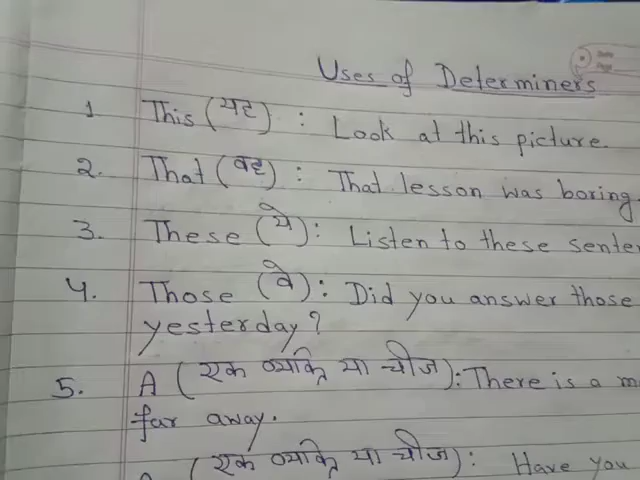 Uses of Determiners
1 This (यह) : Look at this picture.
2. That (वह) : That lesson was boring.
3. These (ये) : Listen to these senten
4. Those (वे) : Did you answer those
yesterday?
5. A (एक व्यक्ति या चीज) : There is a m
far away.
(एक व्यक्ति या चीज) : Have you